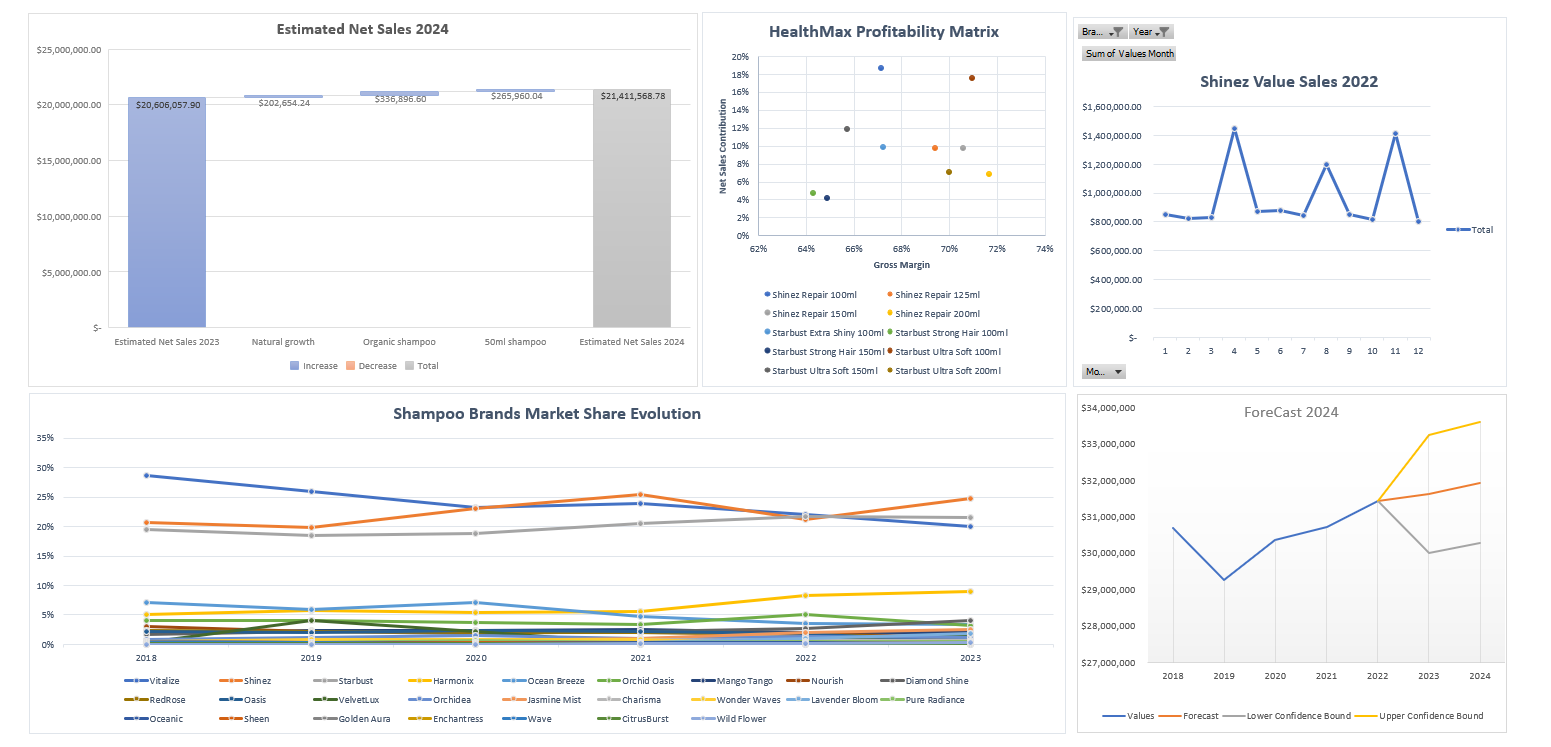 Estimated Net Sales 2024
$25,000,000.00
$20,000,000.00
$15,000,000.00
$10,000,000.00
$5,000,000.00
$-
$20,606,057.90
$202,654.24
$336,896.60
$265,960.04
$21,411,568.78
Estimated Net Sales 2023 Natural growth Organic shampoo 50ml shampoo Estimated Net Sales 2024
Increase Decrease Total
HealthMax Profitability Matrix
20%
18%
16%
14%
12%
10%
8%
6%
4%
2%
0%
Net Sales Contribution
62% 64% 66% 68% 70% 72% 74%
Gross Margin
Shinez Repair 100ml Shinez Repair 125ml
Shinez Repair 150ml Shinez Repair 200ml
Starbust Extra Shiny 100ml Starbust Strong Hair 100ml
Starbust Strong Hair 150ml Starbust Ultra Soft 100ml
Starbust Ultra Soft 150ml Starbust Ultra Soft 200ml
Bra... Year
Sum of Values Month
Shinez Value Sales 2022
$1,600,000.00
$1,400,000.00
$1,200,000.00
$1,000,000.00
$800,000.00
$600,000.00
$400,000.00
$200,000.00
$-
1 2 3 4 5 6 7 8 9 10 11 12
Total
Mo...
Shampoo Brands Market Share Evolution
35%
30%
25%
20%
15%
10%
5%
0%
2018 2019 2020 2021 2022 2023
Vitalize Shinez Starbust Harmonix Ocean Breeze Orchid Oasis Mango Tango Nourish Diamond Shine
RedRose Oasis VelvetLux Orchidea Jasmine Mist Charisma Wonder Waves Lavender Bloom Pure Radiance
Oceanic Sheen Golden Aura Enchantress Wave CitrusBurst Wild Flower
ForeCast 2024
$34,000,000
$33,000,000
$32,000,000
$31,000,000
$30,000,000
$29,000,000
$28,000,000
$27,000,000
2018 2019 2020 2021 2022 2023 2024
Values Forecast Lower Confidence Bound Upper Confidence Bound